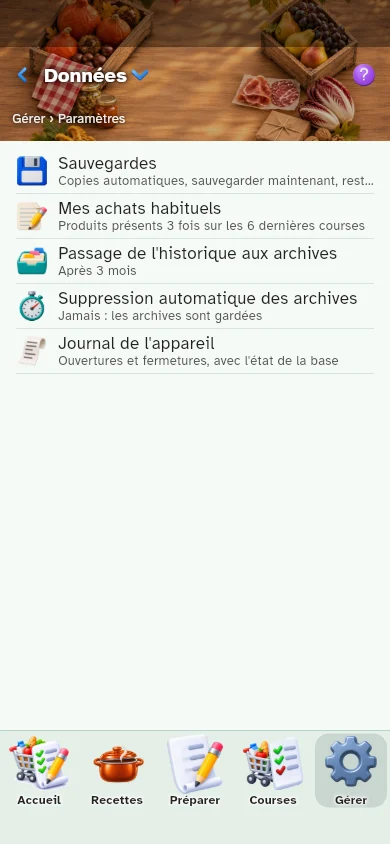 Données
?
Gérer › Paramètres
Sauvegardes
Copies automatiques, sauvegarder maintenant, rest…
Mes achats habituels
Produits présents 3 fois sur les 6 dernières courses
Passage de l'historique aux archives
Après 3 mois
Suppression automatique des archives
Jamais : les archives sont gardées
Journal de l'appareil
Ouvertures et fermetures, avec l'état de la base
Accueil
Recettes
Préparer
Courses
Gérer